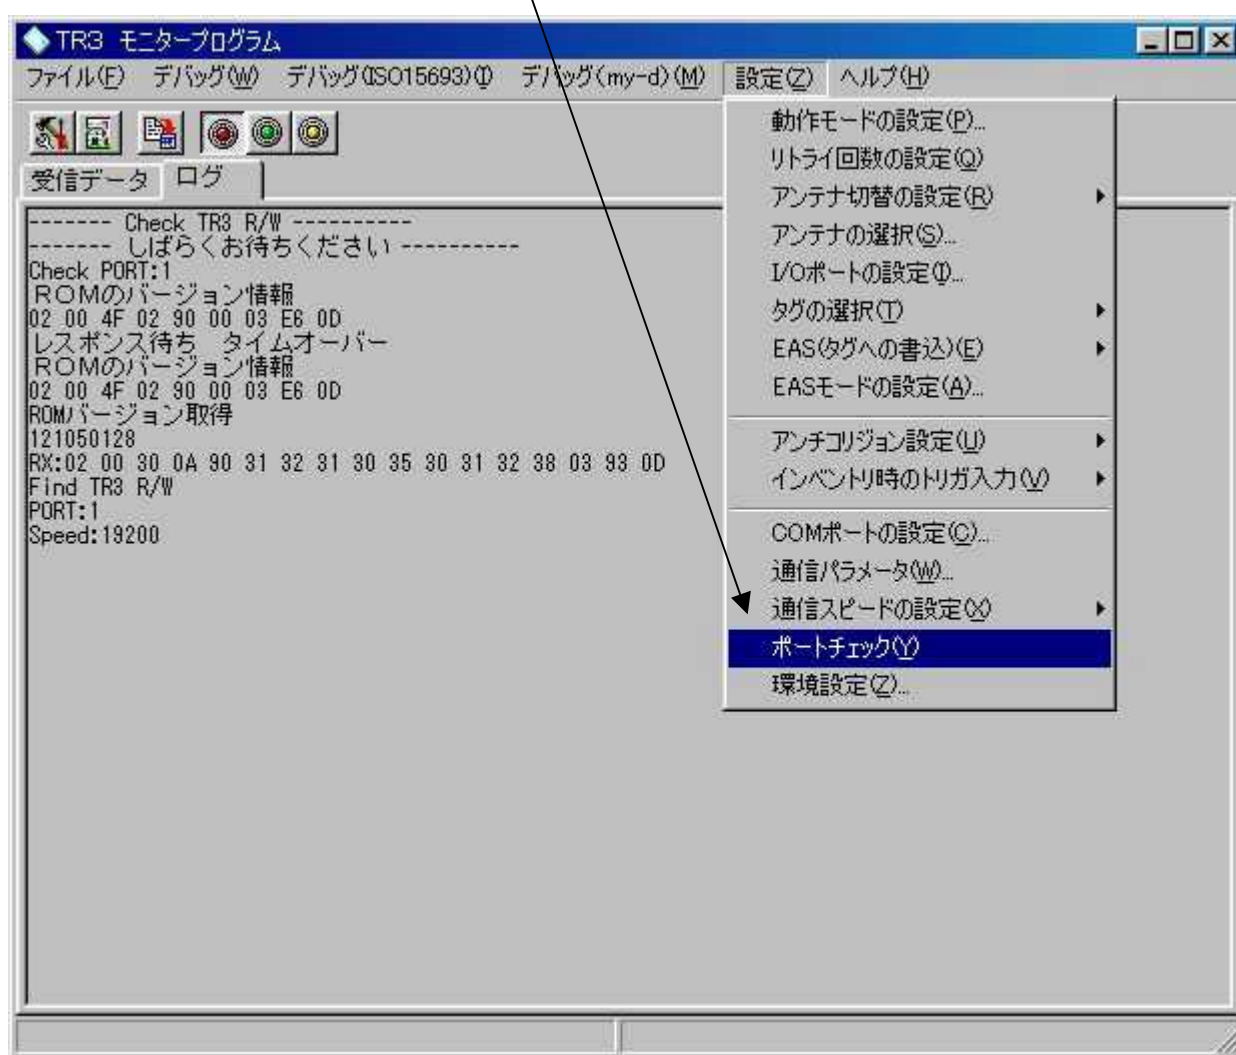 TR3 モニタープログラム
ファイル(F) デバッグ(W) デバッグ(ISO15693)(I) デバッグ(my-d)(M) 設定(Z) ヘルプ(H)
受信データ ログ
------- Check TR3 R/W ----------
------- しばらくお待ちください ----------
Check PORT:1
ＲＯＭのバージョン情報
02 00 4F 02 90 00 03 E6 0D
レスポンス待ち タイムオーバー
ＲＯＭのバージョン情報
02 00 4F 02 90 00 03 E6 0D
ROMバージョン取得
121050128
RX:02 00 30 0A 90 31 32 31 30 35 30 31 32 38 03 93 0D
Find TR3 R/W
PORT:1
Speed:19200
動作モードの設定(P)...
リトライ回数の設定(Q)
アンテナ切替の設定(R)
アンテナの選択(S)...
I/Oポートの設定(I)...
タグの選択(T)
EAS(タグへの書込)(E)
EASモードの設定(A)...
アンチコリジョン設定(U)
インベントリ時のトリガ入力(V)
COMポートの設定(C)...
通信パラメータ(W)...
通信スピードの設定(X)
ポートチェック(Y)
環境設定(Z)...